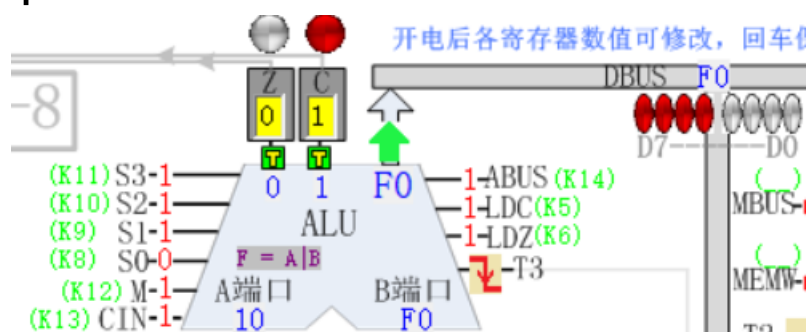 开电后各寄存器数值可修改，回车
Z C DBUS F0
0 1
-8
D7 D0
T T
(K11) S3-1 0 1 F0 1-ABUS (K14)
(K10) S2-1 ALU 1-LDC(K5) MBUS
(K9) S1-1 1-LDZ(K6)
(K8) S0-0 F = A|B T3
(K12) M-1 A端口 B端口 MEMW
(K13) CIN-1 10 F0